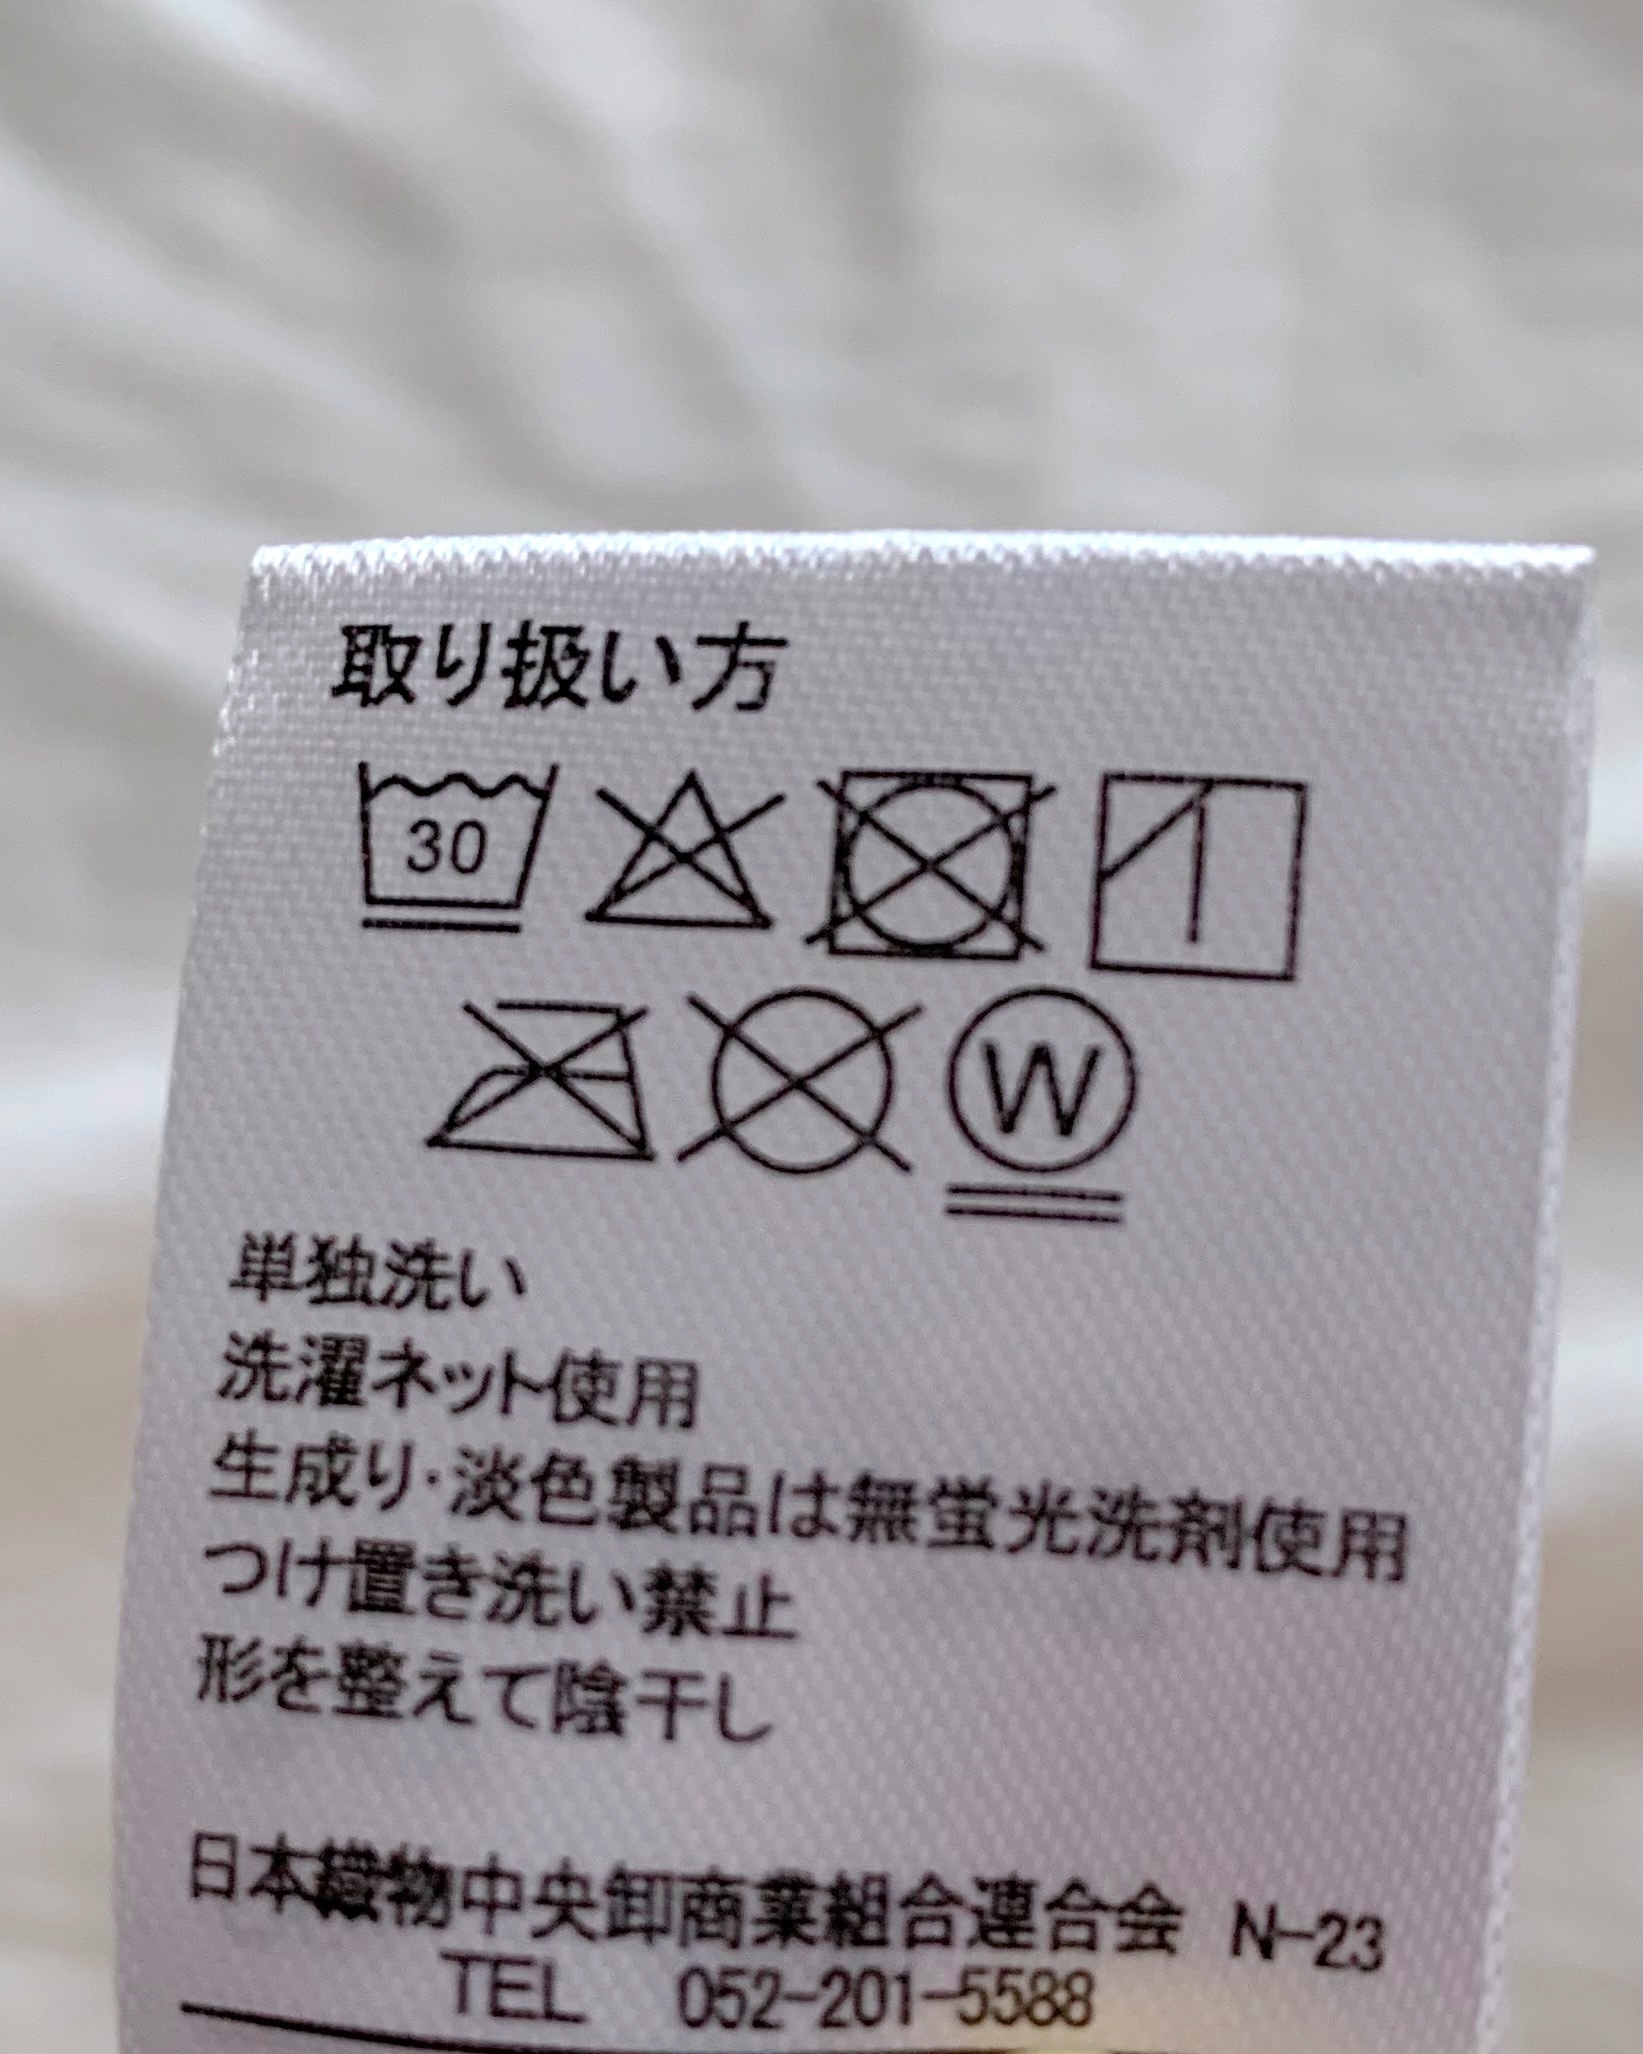 取り扱い方
30
W
単独洗い
洗濯ネット使用
生成り・淡色製品は無蛍光洗剤使用
つけ置き洗い禁止
形を整えて陰干し
日本織物中央卸商業組合連合会 N-23
TEL 052-201-5588